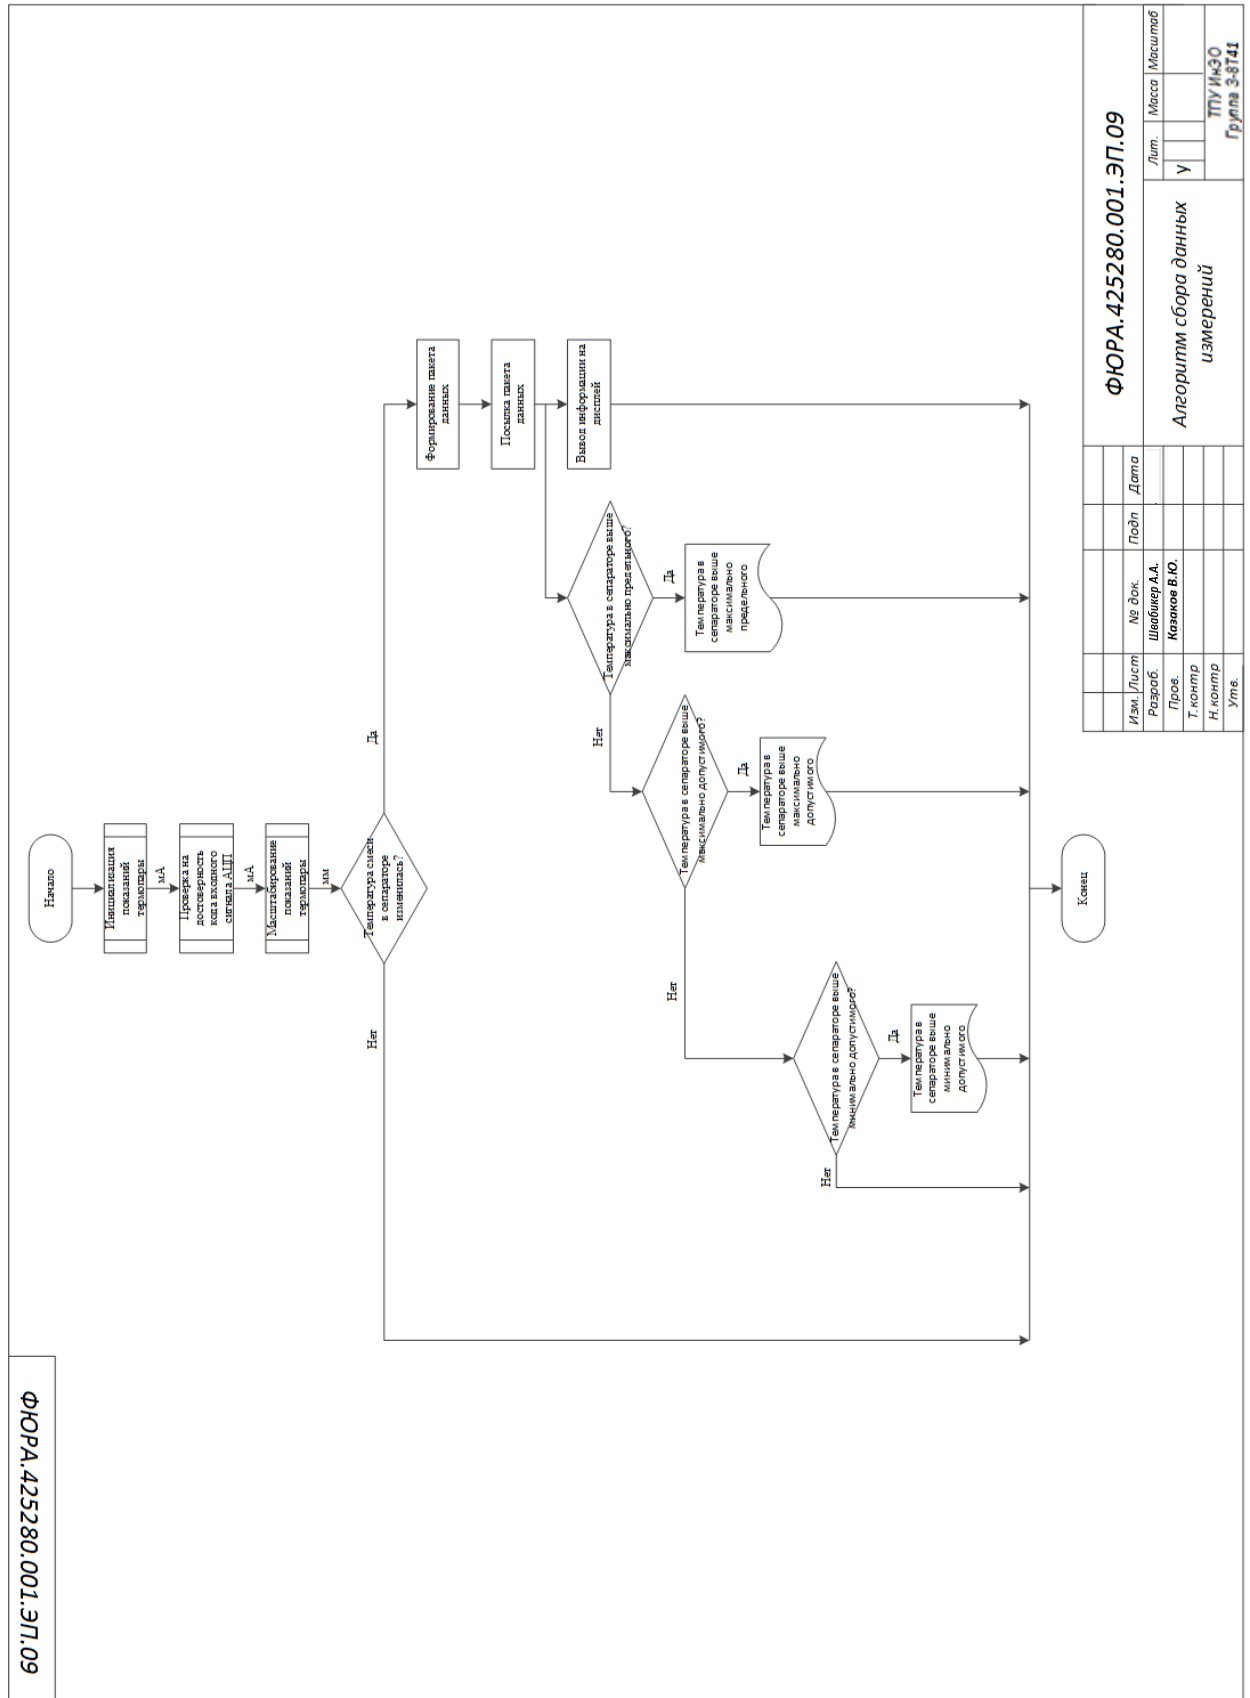 ФЮРА.425280.001.ЭП.09
Начало
Инициализация
показаний
термопары
мА
Проверка на
достоверность
кода входного
сигнала АЦП
мА
Масштабирование
показаний
термопары
мм
Температура смеси
в сепараторе
изменилась?
Нет
Да
Формирование пакета
данных
Посылка пакета
данных
Вывод информации на
дисплей
Температура в сепараторе выше
максимально предельного?
Нет
Да
Температура в
сепараторе выше
максимально
предельного
Температура в сепараторе выше
максимально допустимого?
Нет
Да
Температура в
сепараторе выше
максимально
допустимого
Температура в сепараторе выше
минимально допустимого?
Нет
Да
Температура в
сепараторе выше
минимально
допустимого
Конец
ФЮРА.425280.001.ЭП.09
Изм. Лист № док. Подп Дата
Разраб. Швабикер А.А.
Пров. Казаков В.Ю.
Т.контр
Н.контр
Утв.
Алгоритм сбора данных
измерений
Лит. Масса Масштаб
У
ТПУ ИнЭО
Группа З-8Т41